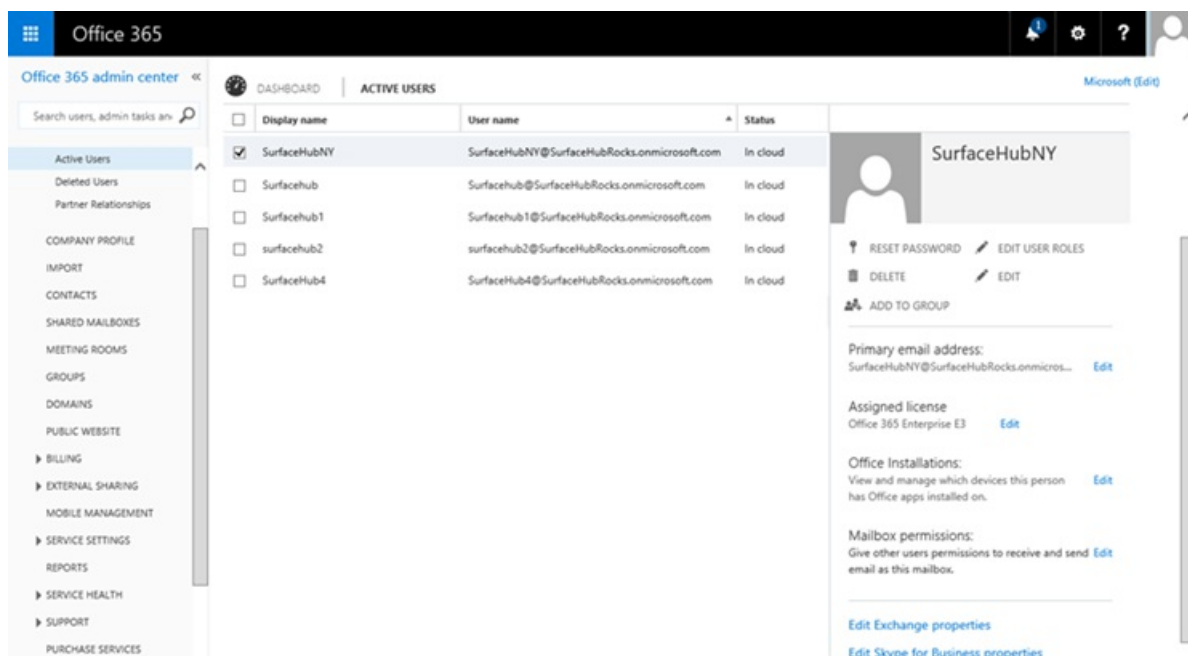 Office 365
1
?
Office 365 admin center «
Search users, admin tasks an
Active Users
Deleted Users
Partner Relationships
COMPANY PROFILE
IMPORT
CONTACTS
SHARED MAILBOXES
MEETING ROOMS
GROUPS
DOMAINS
PUBLIC WEBSITE
BILLING
EXTERNAL SHARING
MOBILE MANAGEMENT
SERVICE SETTINGS
REPORTS
SERVICE HEALTH
SUPPORT
PURCHASE SERVICES
DASHBOARD ACTIVE USERS
Microsoft (Edit)
Display name User name Status
SurfaceHubNY SurfaceHubNY@SurfaceHubRocks.onmicrosoft.com In cloud
Surfacehub Surfacehub@SurfaceHubRocks.onmicrosoft.com In cloud
Surfacehub1 Surfacehub1@SurfaceHubRocks.onmicrosoft.com In cloud
surfacehub2 surfacehub2@SurfaceHubRocks.onmicrosoft.com In cloud
SurfaceHub4 SurfaceHub4@SurfaceHubRocks.onmicrosoft.com In cloud
SurfaceHubNY
RESET PASSWORD EDIT USER ROLES
DELETE EDIT
ADD TO GROUP
Primary email address:
SurfaceHubNY@SurfaceHubRocks.onmicros... Edit
Assigned license
Office 365 Enterprise E3 Edit
Office Installations:
View and manage which devices this person Edit
has Office apps installed on.
Mailbox permissions:
Give other users permissions to receive and send Edit
email as this mailbox.
Edit Exchange properties
Edit Skype for Business properties